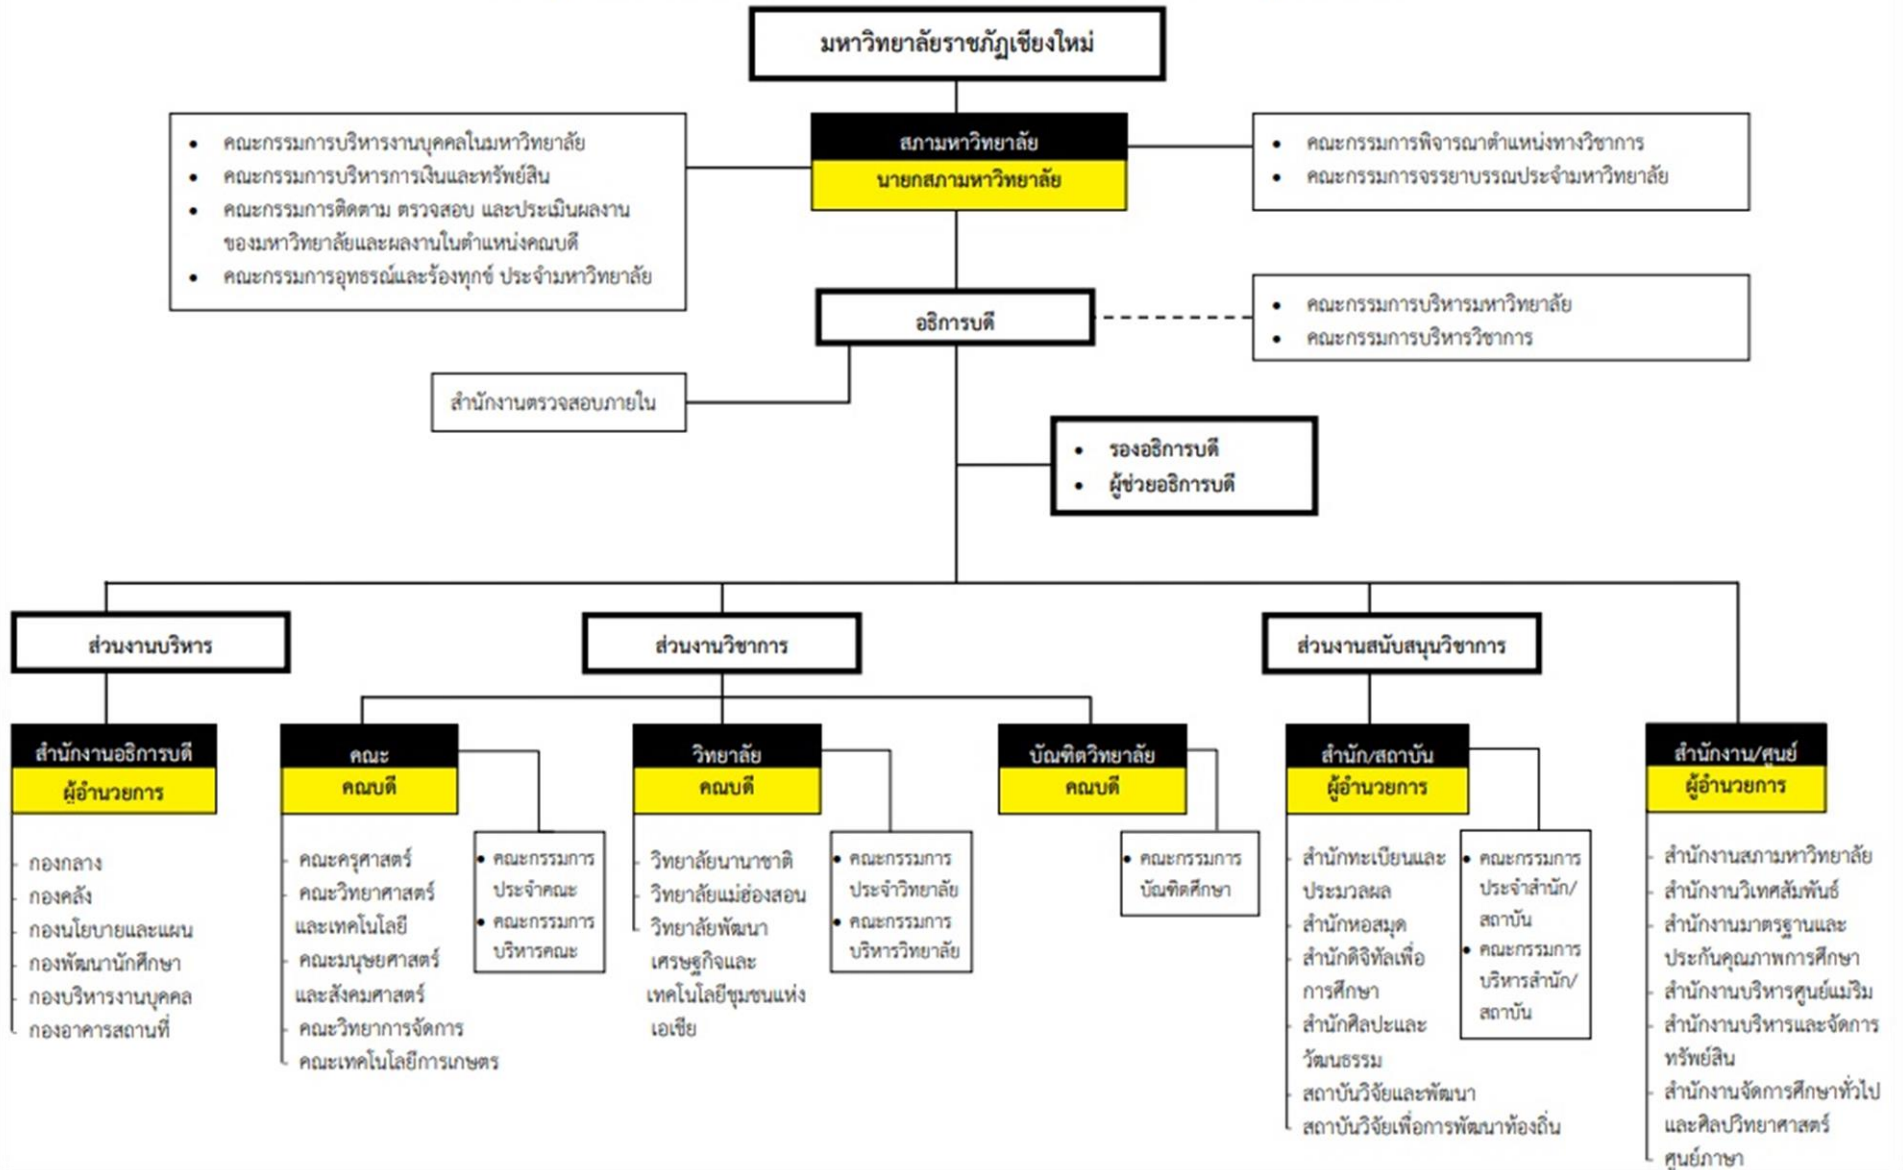 มหาวิทยาลัยราชภัฏเชียงใหม่
สภามหาวิทยาลัย
นายกสภามหาวิทยาลัย
• คณะกรรมการบริหารงานบุคคลในมหาวิทยาลัย
• คณะกรรมการบริหารการเงินและทรัพย์สิน
• คณะกรรมการติดตาม ตรวจสอบ และประเมินผลงาน
ของมหาวิทยาลัยและผลงานในตำแหน่งคณบดี
• คณะกรรมการอุทธรณ์และร้องทุกข์ ประจำมหาวิทยาลัย
• คณะกรรมการพิจารณาตำแหน่งทางวิชาการ
• คณะกรรมการจรรยาบรรณประจำมหาวิทยาลัย
อธิการบดี
• คณะกรรมการบริหารมหาวิทยาลัย
• คณะกรรมการบริหารวิชาการ
สำนักงานตรวจสอบภายใน
• รองอธิการบดี
• ผู้ช่วยอธิการบดี
ส่วนงานบริหาร
ส่วนงานวิชาการ
ส่วนงานสนับสนุนวิชาการ
สำนักงานอธิการบดี
ผู้อำนวยการ
กองกลาง
กองคลัง
กองนโยบายและแผน
กองพัฒนานักศึกษา
กองบริหารงานบุคคล
กองอาคารสถานที่
คณะ
คณบดี
คณะครุศาสตร์
คณะวิทยาศาสตร์
และเทคโนโลยี
คณะมนุษยศาสตร์
และสังคมศาสตร์
คณะวิทยาการจัดการ
คณะเทคโนโลยีการเกษตร
• คณะกรรมการ
ประจำคณะ
• คณะกรรมการ
บริหารคณะ
วิทยาลัย
คณบดี
วิทยาลัยนานาชาติ
วิทยาลัยแม่ฮ่องสอน
วิทยาลัยพัฒนา
เศรษฐกิจและ
เทคโนโลยีชุมชนแห่ง
เอเชีย
• คณะกรรมการ
ประจำวิทยาลัย
• คณะกรรมการ
บริหารวิทยาลัย
บัณฑิตวิทยาลัย
คณบดี
• คณะกรรมการ
บัณฑิตศึกษา
สำนัก/สถาบัน
ผู้อำนวยการ
สำนักทะเบียนและ
ประมวลผล
สำนักหอสมุด
สำนักดิจิทัลเพื่อ
การศึกษา
สำนักศิลปะและ
วัฒนธรรม
สถาบันวิจัยและพัฒนา
สถาบันวิจัยเพื่อการพัฒนาท้องถิ่น
• คณะกรรมการ
ประจำสำนัก/
สถาบัน
• คณะกรรมการ
บริหารสำนัก/
สถาบัน
สำนักงาน/ศูนย์
ผู้อำนวยการ
สำนักงานสภามหาวิทยาลัย
สำนักงานวิเทศสัมพันธ์
สำนักงานมาตรฐานและ
ประกันคุณภาพการศึกษา
สำนักงานบริหารศูนย์แม่ริม
สำนักงานบริหารและจัดการ
ทรัพย์สิน
สำนักงานจัดการศึกษาทั่วไป
และศิลปวิทยาศาสตร์
ศูนย์ภาษา